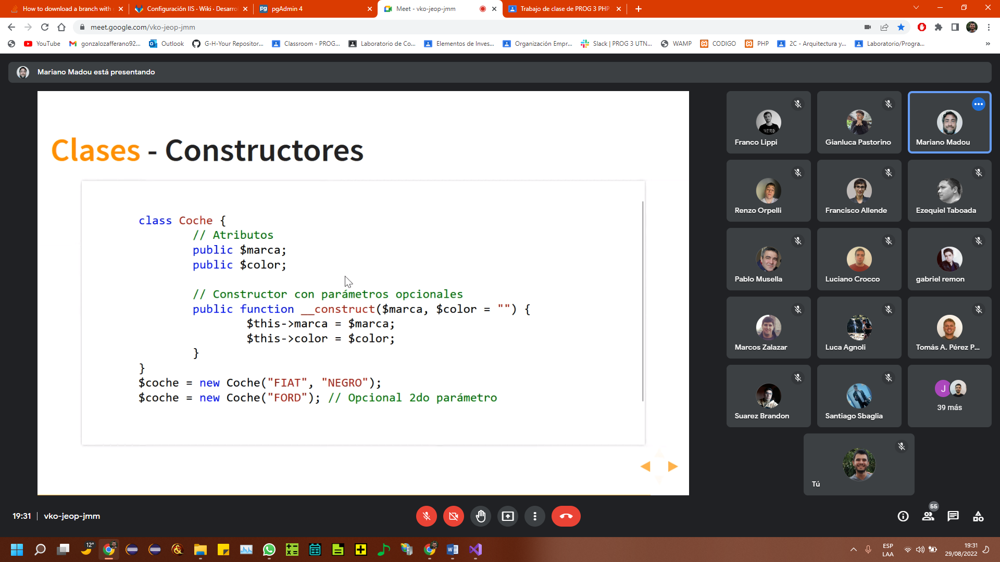 How to download a branch with
Configuración IIS · Wiki · Desarro
pgAdmin 4
Meet - vko-jeop-jmm
Trabajo de clase de PROG 3 PHP
meet.google.com/vko-jeop-jmm
YouTube
gonzalozafferano92...
Outlook
G-H-Your Repositor...
Classroom - PROG...
Laboratorio de Co...
Elementos de Inves...
Organización Empr...
Slack | PROG 3 UTN...
WAMP
CODIGO
PHP
2C - Arquitectura y...
Laboratorio/Progra...
»
Mariano Madou está presentando
Clases - Constructores
class Coche {
// Atributos
public $marca;
public $color;
// Constructor con parámetros opcionales
public function __construct($marca, $color = "") {
$this->marca = $marca;
$this->color = $color;
}
}
$coche = new Coche("FIAT", "NEGRO");
$coche = new Coche("FORD"); // Opcional 2do parámetro
Franco Lippi
Gianluca Pastorino
Mariano Madou
Renzo Orpelli
Francisco Allende
Ezequiel Taboada
Pablo Musella
Luciano Crocco
gabriel remon
Marcos Zalazar
Luca Agnoli
Tomás A. Pérez P...
Suarez Brandon
Santiago Sbaglia
J
39 más
Tú
19:31 | vko-jeop-jmm
55
12°
ESP
LAA
19:31
29/08/2022